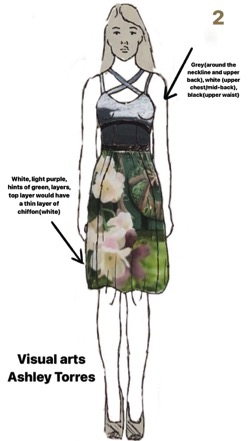 2
Grey(around the
neckline and upper
back), white (upper
chest/mid-back),
black(upper waist)
White, light purple,
hints of green, layers,
top layer would have
a thin layer of
chiffon(white)
Visual arts
Ashley Torres